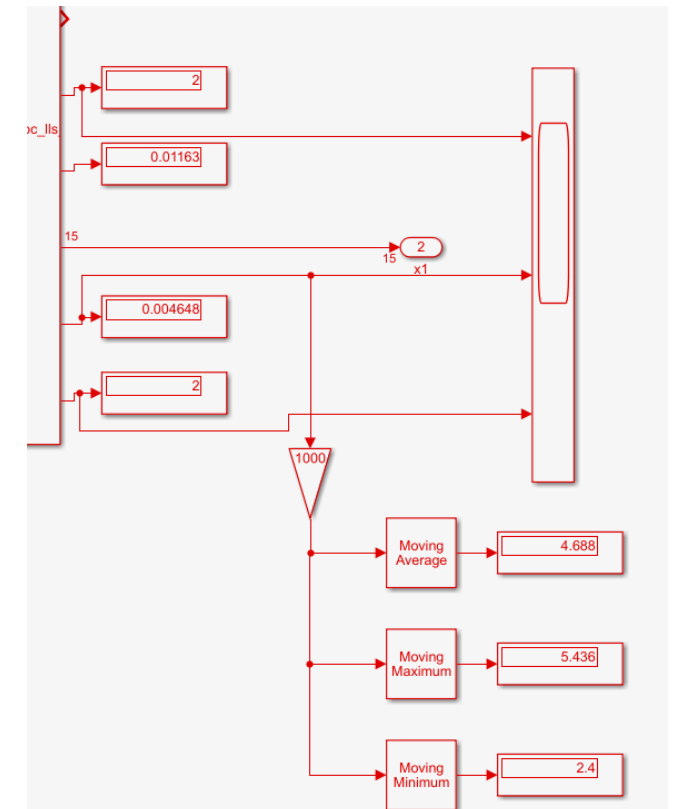 2
oc_lls
0.01163
15
2
15
x1
0.004648
2
1000
Moving
Average
4.688
Moving
Maximum
5.436
Moving
Minimum
2.4